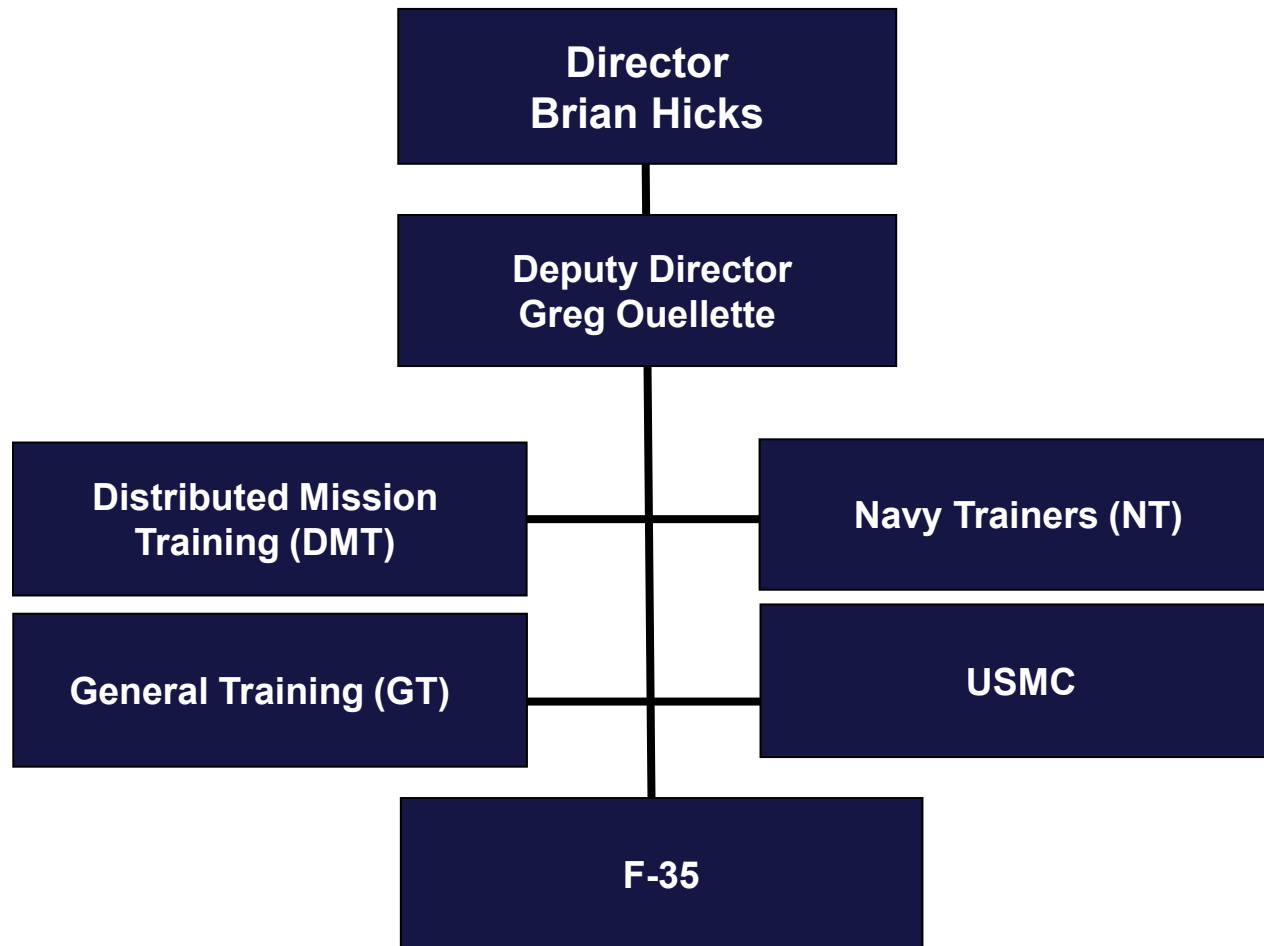 Director
Brian Hicks
Deputy Director
Greg Ouellette
Distributed Mission
Training (DMT)
Navy Trainers (NT)
General Training (GT)
USMC
F-35